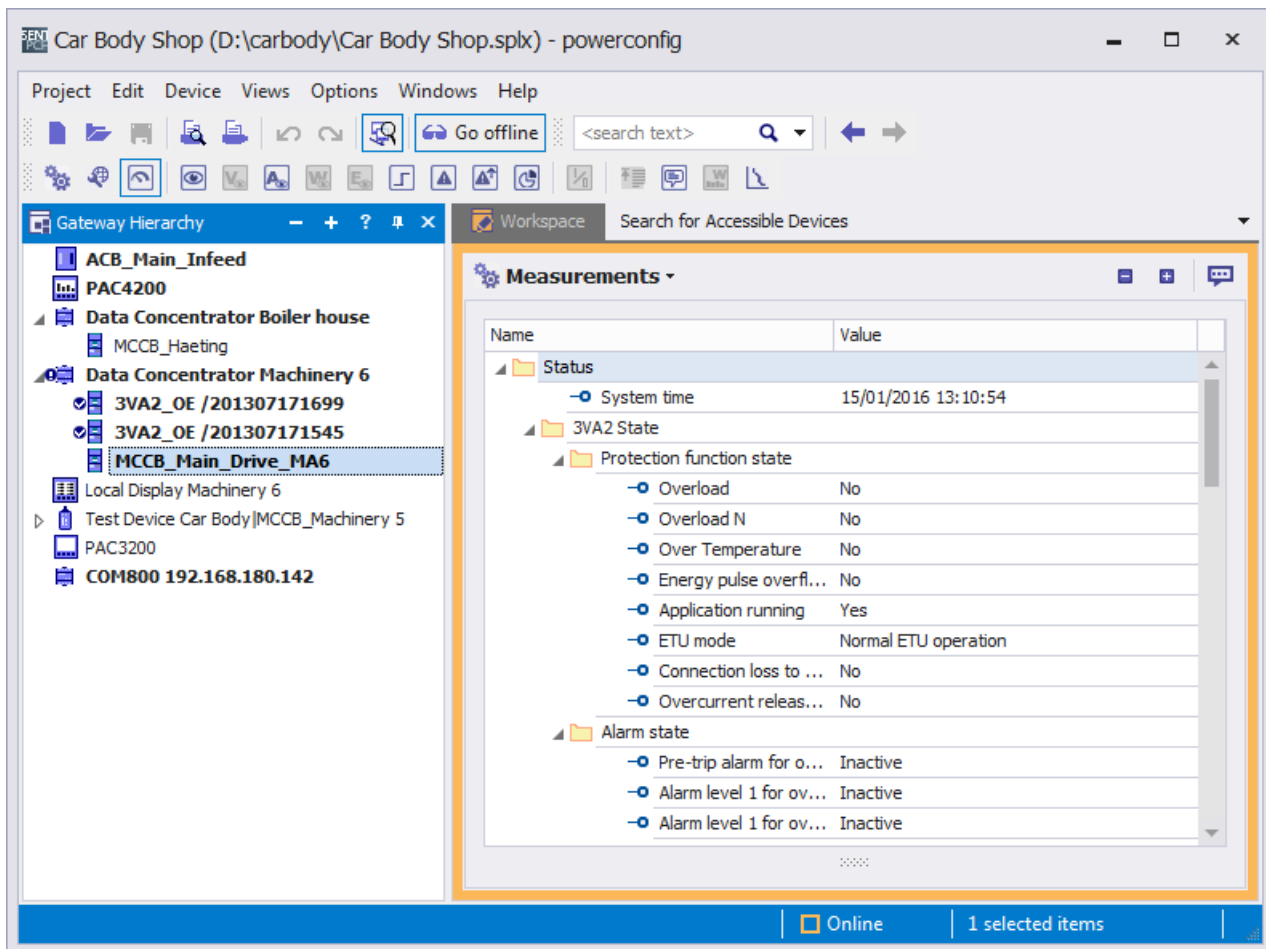 Car Body Shop (D:\carbody\Car Body Shop.splx) - powerconfig
Project Edit Device Views Options Windows Help
Go offline <search text>
Gateway Hierarchy
Workspace Search for Accessible Devices
ACB_Main_Infeed
PAC4200
Data Concentrator Boiler house
MCCB_Haeting
Data Concentrator Machinery 6
3VA2_OE /201307171699
3VA2_OE /201307171545
MCCB_Main_Drive_MA6
Local Display Machinery 6
Test Device Car Body|MCCB_Machinery 5
PAC3200
COM800 192.168.180.142
Measurements
Name Value
Status
System time 15/01/2016 13:10:54
3VA2 State
Protection function state
Overload No
Overload N No
Over Temperature No
Energy pulse overfl... No
Application running Yes
ETU mode Normal ETU operation
Connection loss to ... No
Overcurrent releas... No
Alarm state
Pre-trip alarm for o... Inactive
Alarm level 1 for ov... Inactive
Alarm level 1 for ov... Inactive
Online 1 selected items